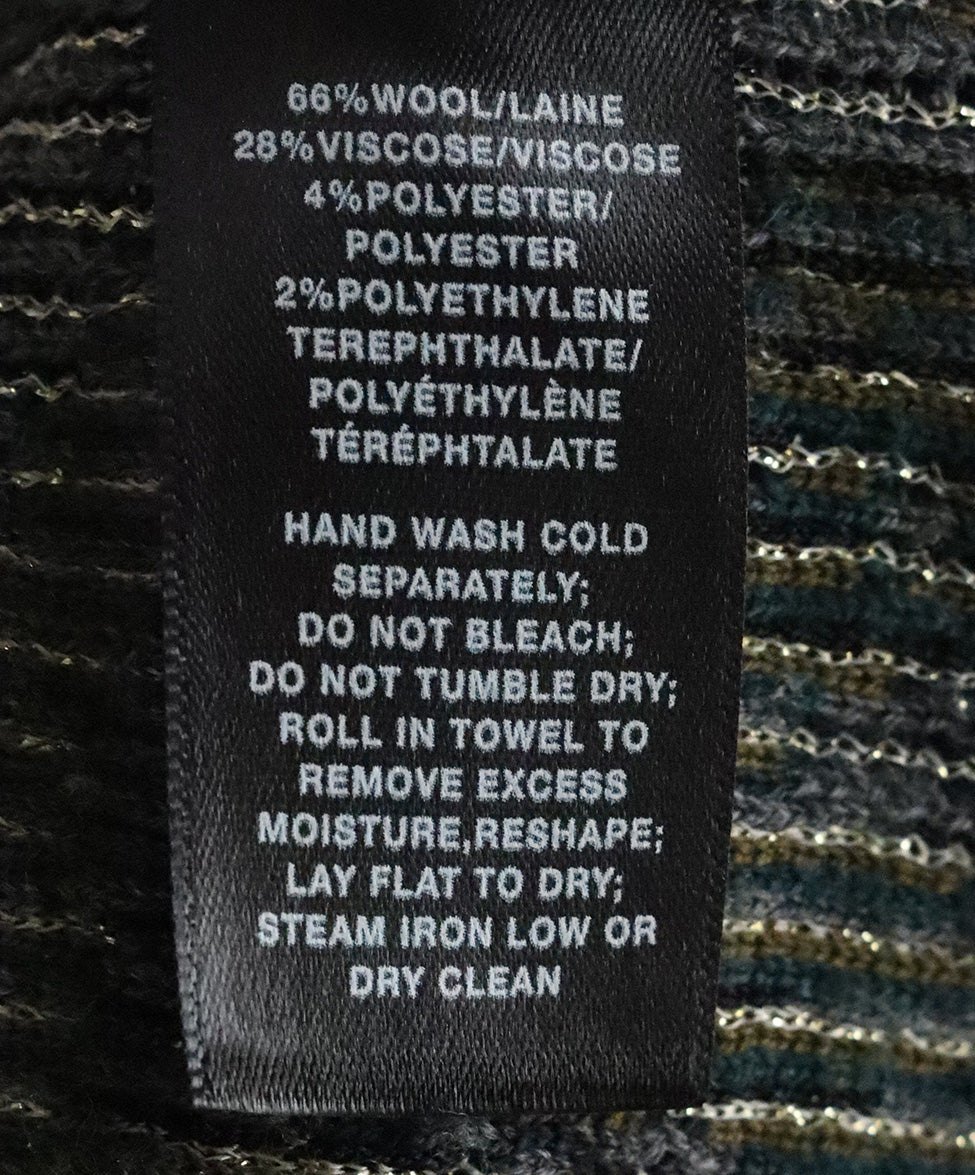 66%WOOL/LAINE
28%VISCOSE/VISCOSE
4%POLYESTER/
POLYESTER
2%POLYETHYLENE
TEREPHTHALATE/
POLYÉTHYLÈNE
TÉRÉPHTALATE
HAND WASH COLD
SEPARATELY;
DO NOT BLEACH;
DO NOT TUMBLE DRY;
ROLL IN TOWEL TO
REMOVE EXCESS
MOISTURE,RESHAPE;
LAY FLAT TO DRY;
STEAM IRON LOW OR
DRY CLEAN